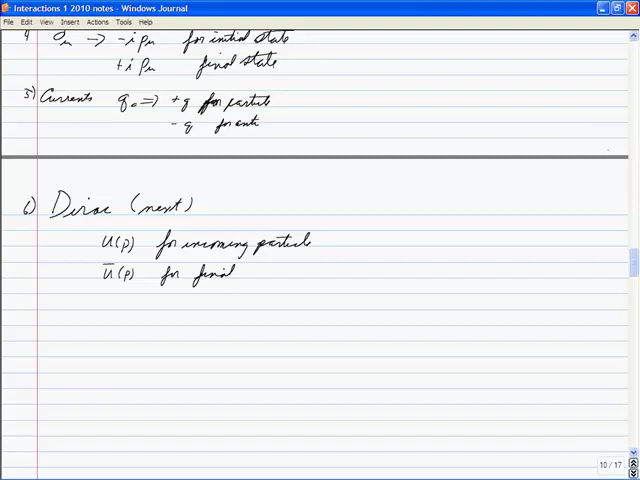 Interactions 1 2010 notes - Windows Journal
File Edit View Insert Actions Tools Help
4 ∂μ → -i pμ for initial state
+i pμ final state
5) Currents q. ⇒ +q for particle
- q for anti
6) Dirac (next)
u(p) for incoming particle
ū(p) for final
10 / 17